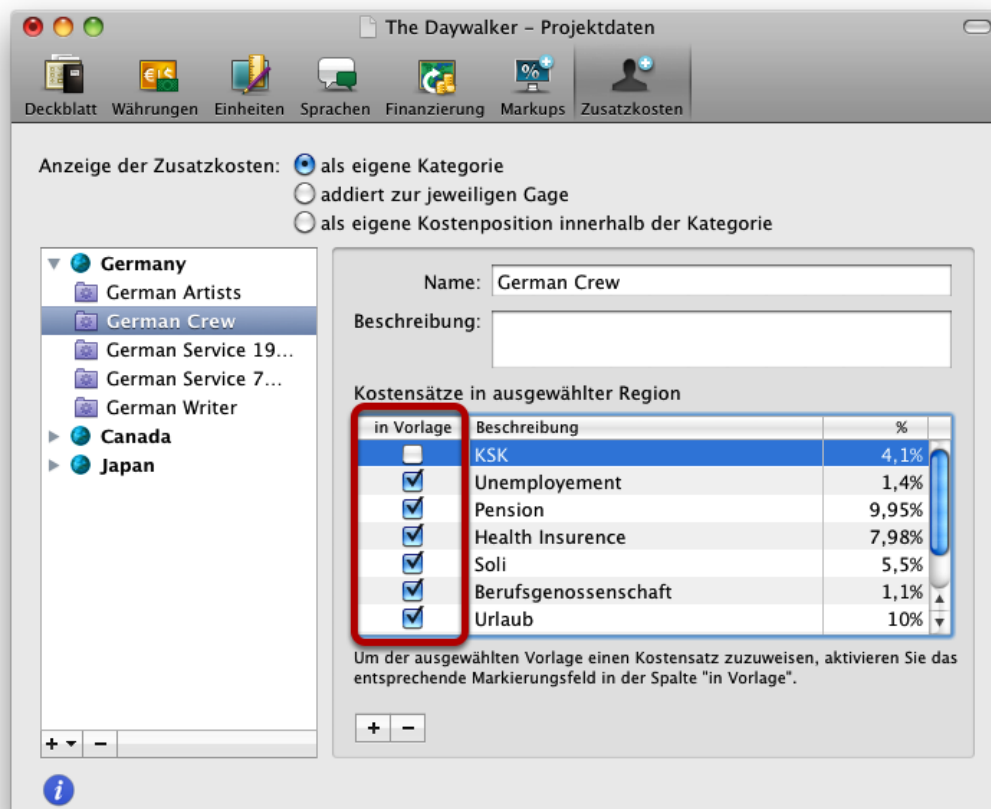 The Daywalker – Projektdaten
Deckblatt Währungen Einheiten Sprachen Finanzierung Markups Zusatzkosten
Anzeige der Zusatzkosten: als eigene Kategorie
addiert zur jeweiligen Gage
als eigene Kostenposition innerhalb der Kategorie
Germany
German Artists
German Crew
German Service 19...
German Service 7...
German Writer
Canada
Japan
Name: German Crew
Beschreibung:
Kostensätze in ausgewählter Region
in Vorlage Beschreibung %
KSK 4,1%
Unemployement 1,4%
Pension 9,95%
Health Insurence 7,98%
Soli 5,5%
Berufsgenossenschaft 1,1%
Urlaub 10%
Um der ausgewählten Vorlage einen Kostensatz zuzuweisen, aktivieren Sie das
entsprechende Markierungsfeld in der Spalte "in Vorlage".